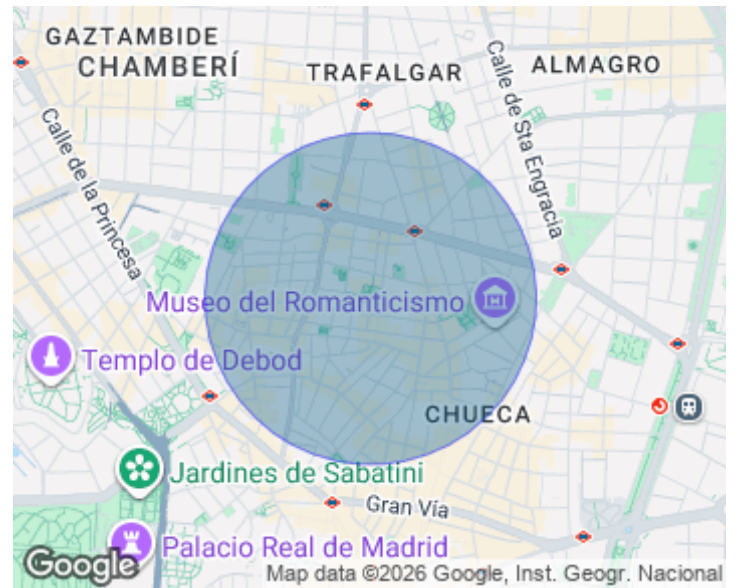 GAZTAMBIDE
CHAMBERÍ
TRAFALGAR
ALMAGRO
Calle de la Princesa
Calle de Sta Engracia
Museo del Romanticismo
Templo de Debod
CHUECA
Jardines de Sabatini
Gran Vía
Palacio Real de Madrid
Google
Map data ©2026 Google, Inst. Geogr. Nacional